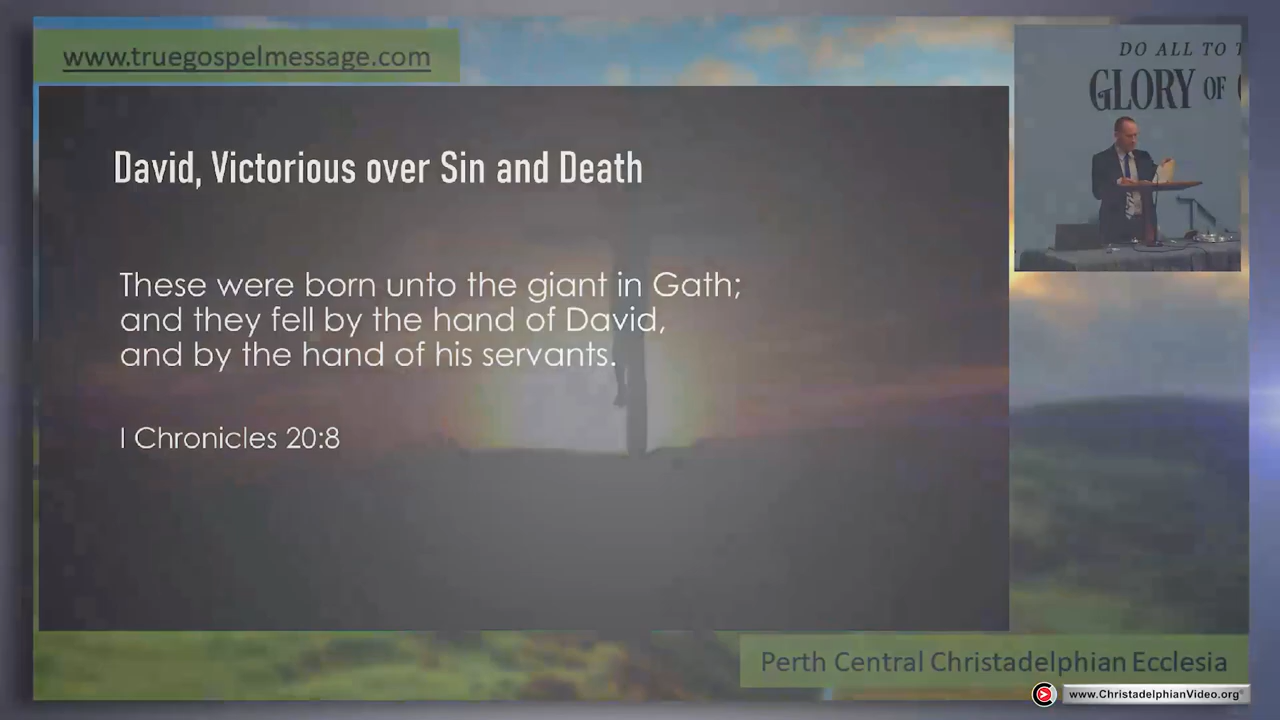 www.truegospelmessage.com
DO ALL TO
GLORY OF
David, Victorious over Sin and Death
These were born unto the giant in Gath;
and they fell by the hand of David,
and by the hand of his servants.
I Chronicles 20:8
Perth Central Christadelphian Ecclesia
www.ChristadelphianVideo.org